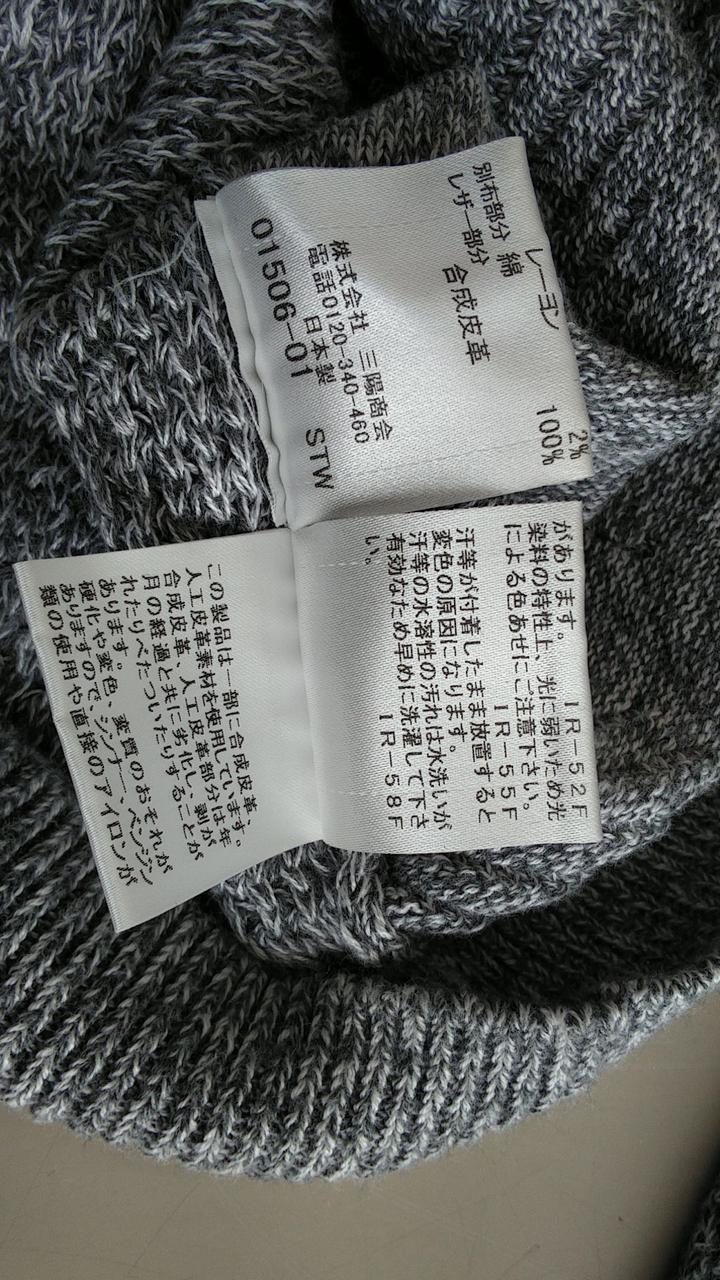 レーヨン 2%
別布部分 綿 100%
レザー部分 合成皮革
株式会社 三陽商会
電話0120-340-460
日本製
01506-01 STW
があります。 IR-52F
染料の特性上、光に弱いため光
による色あせにご注意下さい。
IR-55F
汗等が付着したまま放置すると
変色の原因になります。
汗等の水溶性の汚れは水洗いが
有効なため早めに洗濯して下さ
い。 IR-58F
この製品は一部に合成皮革、
人工皮革素材を使用しています。
合成皮革、人工皮革部分は年
月の経過と共に劣化し、剥が
れたりべたついたりすることが
あります。
硬化や変色、変質のおそれが
ありますので、シンナー、ベンジン
類の使用や直接のアイロンが